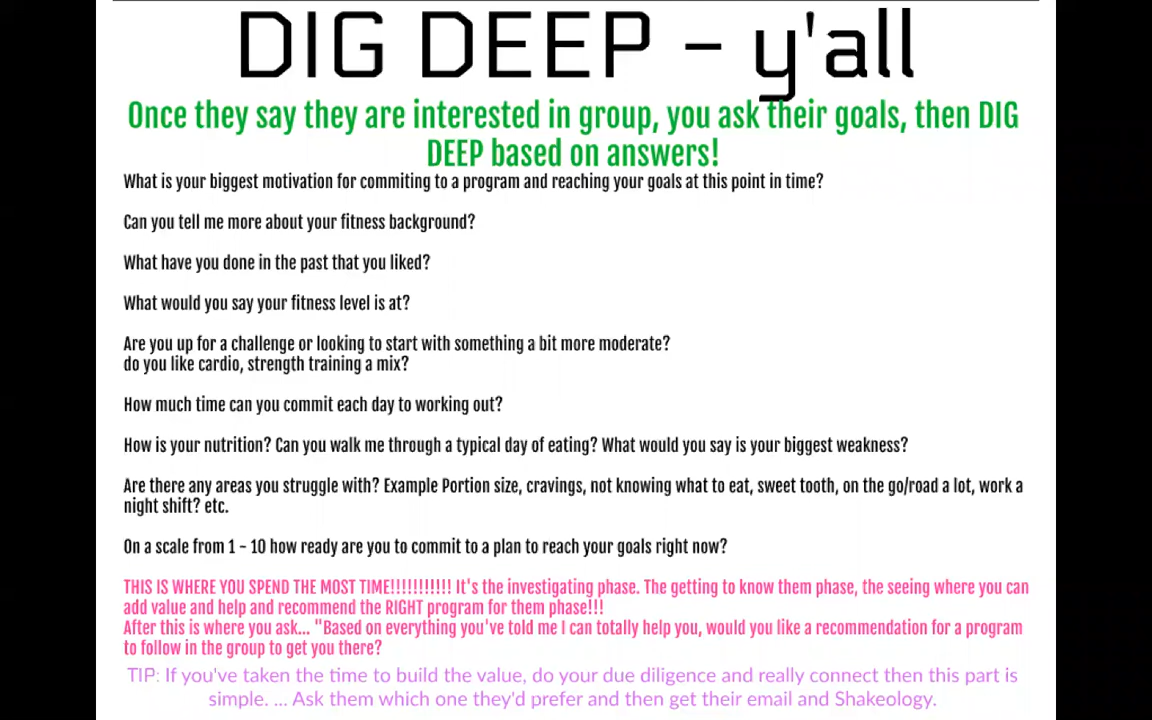 DIG DEEP - y'all
Once they say they are interested in group, you ask their goals, then DIG
DEEP based on answers!
What is your biggest motivation for commiting to a program and reaching your goals at this point in time?
Can you tell me more about your fitness background?
What have you done in the past that you liked?
What would you say your fitness level is at?
Are you up for a challenge or looking to start with something a bit more moderate?
do you like cardio, strength training a mix?
How much time can you commit each day to working out?
How is your nutrition? Can you walk me through a typical day of eating? What would you say is your biggest weakness?
Are there any areas you struggle with? Example Portion size, cravings, not knowing what to eat, sweet tooth, on the go/road a lot, work a
night shift? etc.
On a scale from 1 - 10 how ready are you to commit to a plan to reach your goals right now?
THIS IS WHERE YOU SPEND THE MOST TIME!!!!!!!!!!! It's the investigating phase. The getting to know them phase, the seeing where you can
add value and help and recommend the RIGHT program for them phase!!!
After this is where you ask... "Based on everything you've told me I can totally help you, would you like a recommendation for a program
to follow in the group to get you there?
TIP: If you've taken the time to build the value, do your due diligence and really connect then this part is
simple. ... Ask them which one they'd prefer and then get their email and Shakeology.